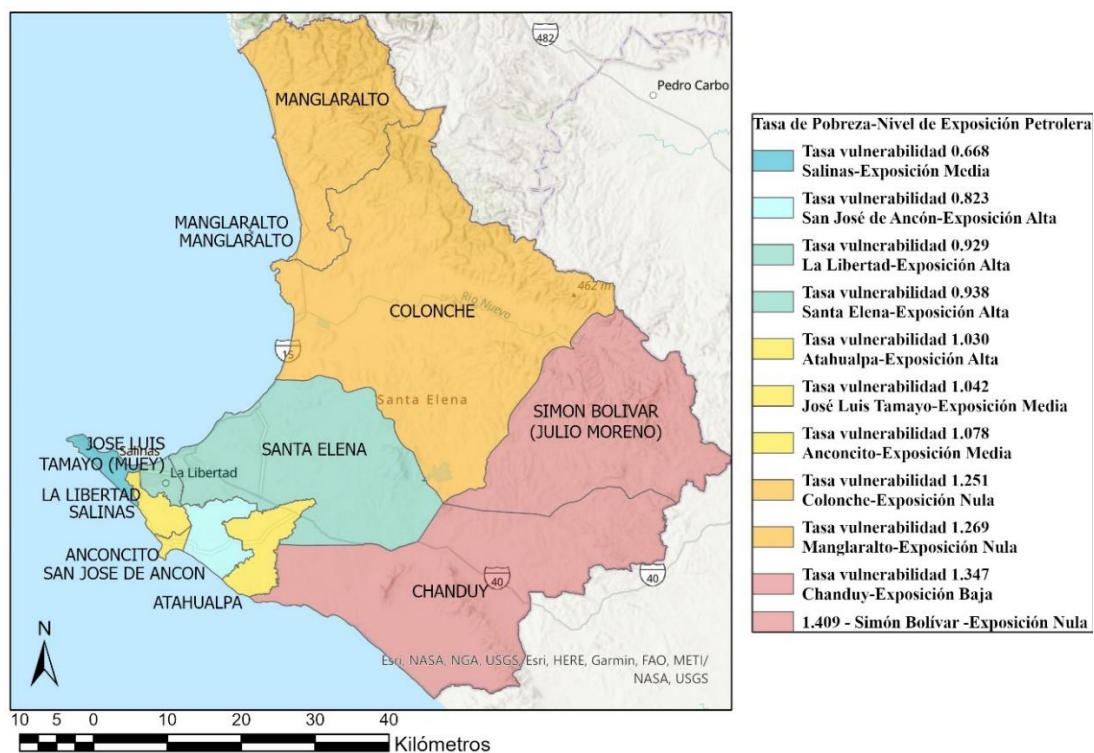 482
Pedro Carbo
MANGLARALTO
MANGLARALTO
MANGLARALTO
462 m
Río Nuevo
COLONCHE
15
Santa Elena
SIMON BOLIVAR
(JULIO MORENO)
JOSE LUIS
Salinas
TAMAYO (MUEY)
La Libertad
SANTA ELENA
LA LIBERTAD
SALINAS
ANCONCITO
SAN JOSE DE ANCON
ATAHUALPA
CHANDUY
40
40
N
Esri, NASA, NGA, USGS, Esri, HERE, Garmin, FAO, METI/
NASA, USGS
10 5 0 10 20 30 40
Kilómetros
Tasa de Pobreza-Nivel de Exposición Petrolera
Tasa vulnerabilidad 0.668
Salinas-Exposición Media
Tasa vulnerabilidad 0.823
San José de Ancón-Exposición Alta
Tasa vulnerabilidad 0.929
La Libertad-Exposición Alta
Tasa vulnerabilidad 0.938
Santa Elena-Exposición Alta
Tasa vulnerabilidad 1.030
Atahualpa-Exposición Alta
Tasa vulnerabilidad 1.042
José Luis Tamayo-Exposición Media
Tasa vulnerabilidad 1.078
Anconcito-Exposición Media
Tasa vulnerabilidad 1.251
Colonche-Exposición Nula
Tasa vulnerabilidad 1.269
Manglaralto-Exposición Nula
Tasa vulnerabilidad 1.347
Chanduy-Exposición Baja
1.409 - Simón Bolívar -Exposición Nula